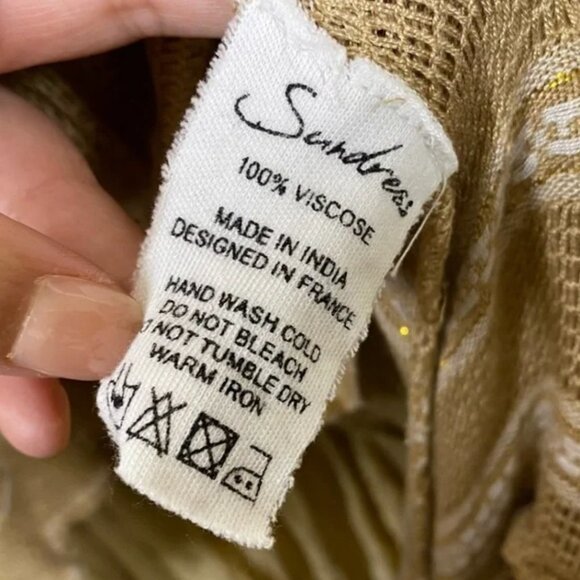 Sundress
100% VISCOSE
MADE IN INDIA
DESIGNED IN FRANCE
HAND WASH COLD
DO NOT BLEACH
NOT TUMBLE DRY
WARM IRON